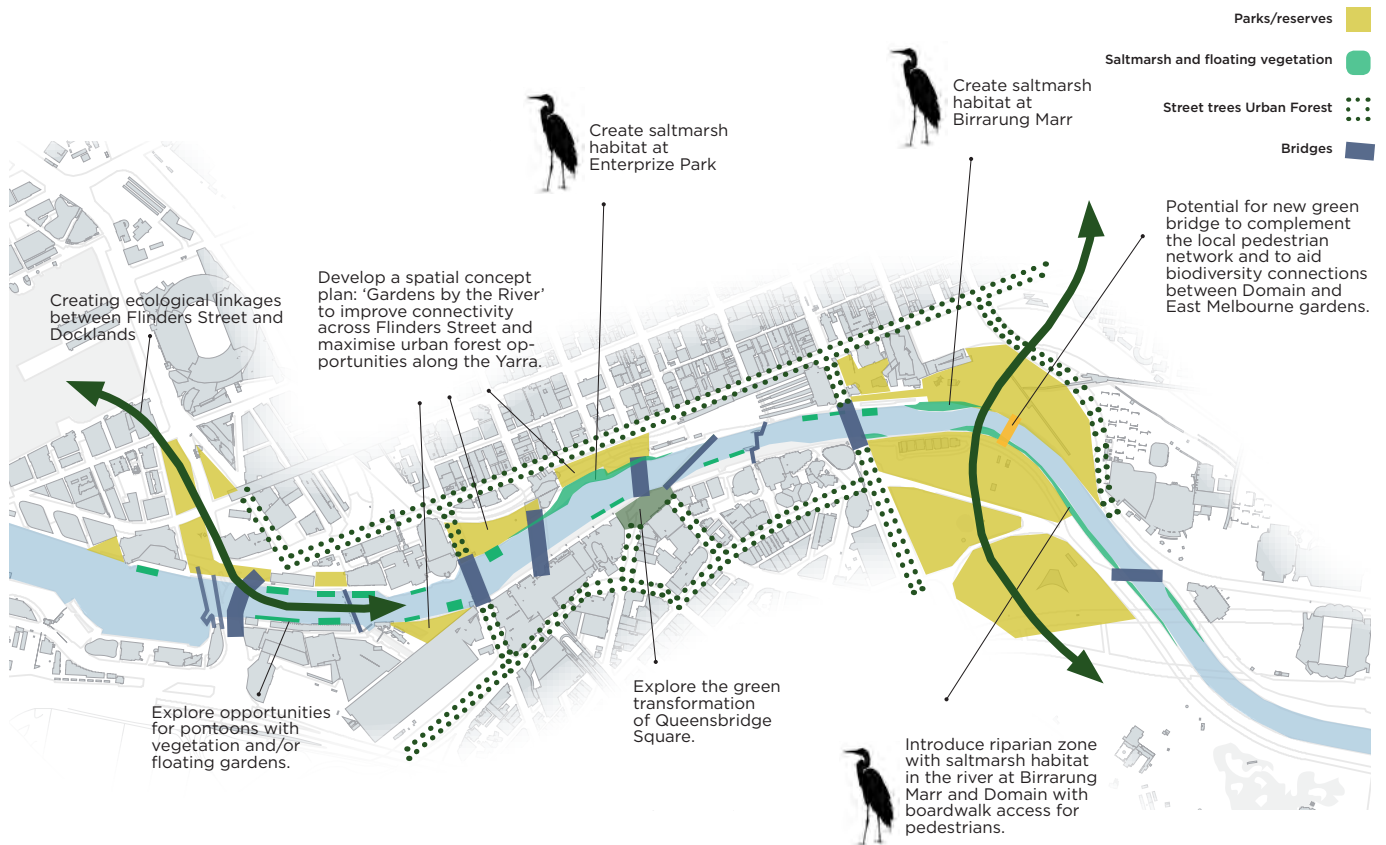 Parks/reserves
Saltmarsh and floating vegetation
Street trees Urban Forest
Bridges
Create saltmarsh
habitat at
Birrarung Marr
Create saltmarsh
habitat at
Enterprize Park
Potential for new green
bridge to complement
the local pedestrian
network and to aid
biodiversity connections
between Domain and
East Melbourne gardens.
Develop a spatial concept
plan: ‘Gardens by the River’
to improve connectivity
across Flinders Street and
maximise urban forest op-
portunities along the Yarra.
Creating ecological linkages
between Flinders Street and
Docklands
Explore opportunities
for pontoons with
vegetation and/or
floating gardens.
Explore the green
transformation
of Queensbridge
Square.
Introduce riparian zone
with saltmarsh habitat
in the river at Birrarung
Marr and Domain with
boardwalk access for
pedestrians.